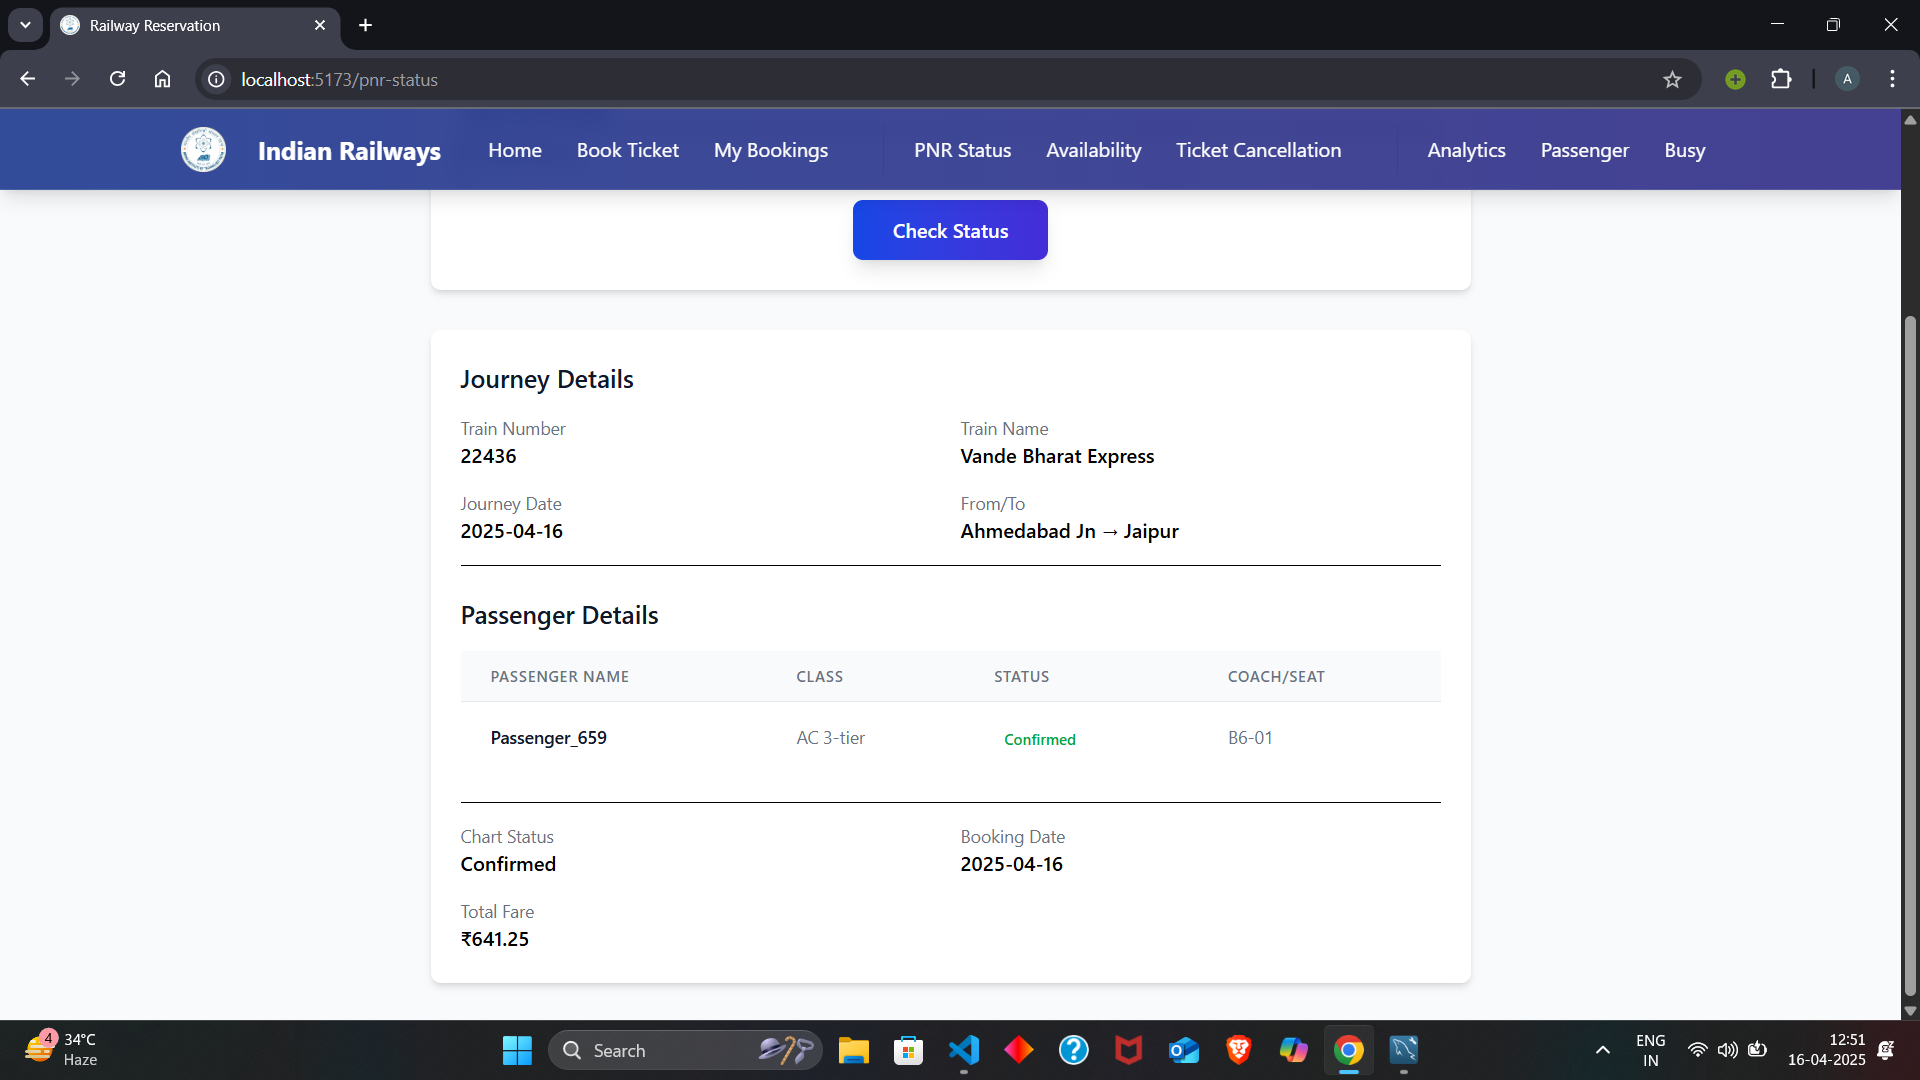 Railway Reservation
localhost:5173/pnr-status
A
Indian Railways
Home
Book Ticket
My Bookings
PNR Status
Availability
Ticket Cancellation
Analytics
Passenger
Busy
Check Status
Journey Details
Train Number
Train Name
22436
Vande Bharat Express
Journey Date
From/To
2025-04-16
Ahmedabad Jn → Jaipur
Passenger Details
PASSENGER NAME
CLASS
STATUS
COACH/SEAT
Passenger_659
AC 3-tier
Confirmed
B6-01
Chart Status
Booking Date
Confirmed
2025-04-16
Total Fare
₹641.25
4
34°C
Haze
Search
ENG
IN
12:51
16-04-2025